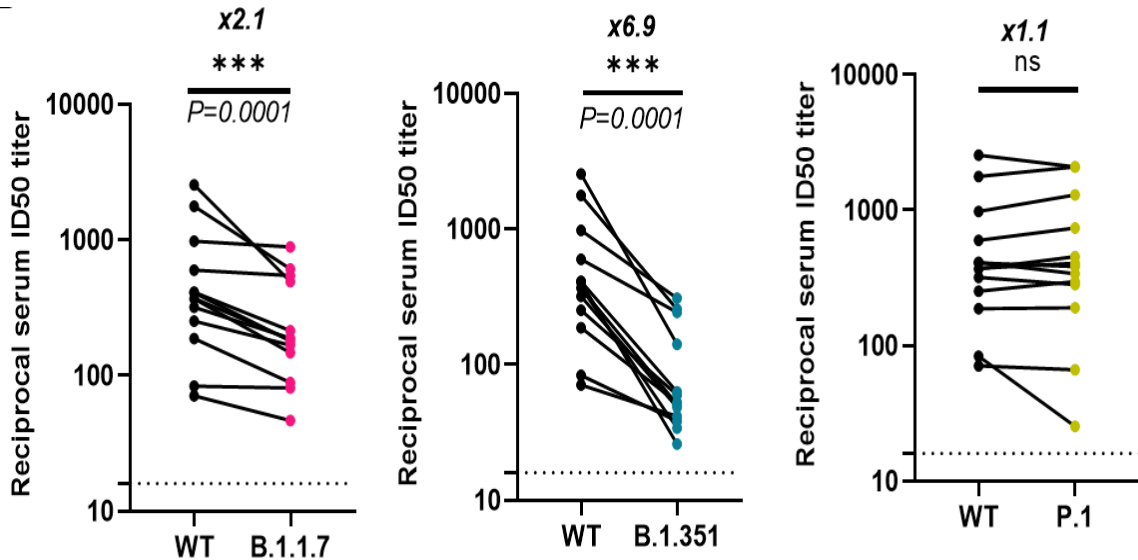 x2.1
***
P=0.0001
Reciprocal serum ID50 titer
10000
1000
100
10
WT B.1.1.7
x6.9
***
P=0.0001
Reciprocal serum ID50 titer
10000
1000
100
10
WT B.1.351
x1.1
ns
Reciprocal serum ID50 titer
10000
1000
100
10
WT P.1